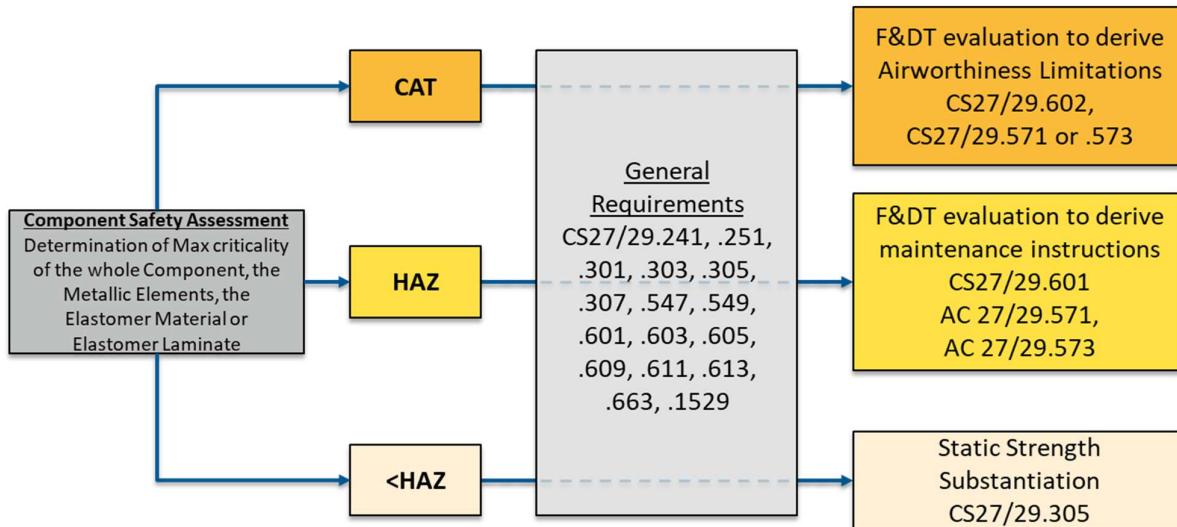 Component Safety Assessment
Determination of Max criticality
of the whole Component, the
Metallic Elements, the
Elastomer Material or
Elastomer Laminate
CAT
HAZ
<HAZ
General
Requirements
CS27/29.241, .251,
.301, .303, .305,
.307, .547, .549,
.601, .603, .605,
.609, .611, .613,
.663, .1529
F&DT evaluation to derive
Airworthiness Limitations
CS27/29.602,
CS27/29.571 or .573
F&DT evaluation to derive
maintenance instructions
CS27/29.601
AC 27/29.571,
AC 27/29.573
Static Strength
Substantiation
CS27/29.305